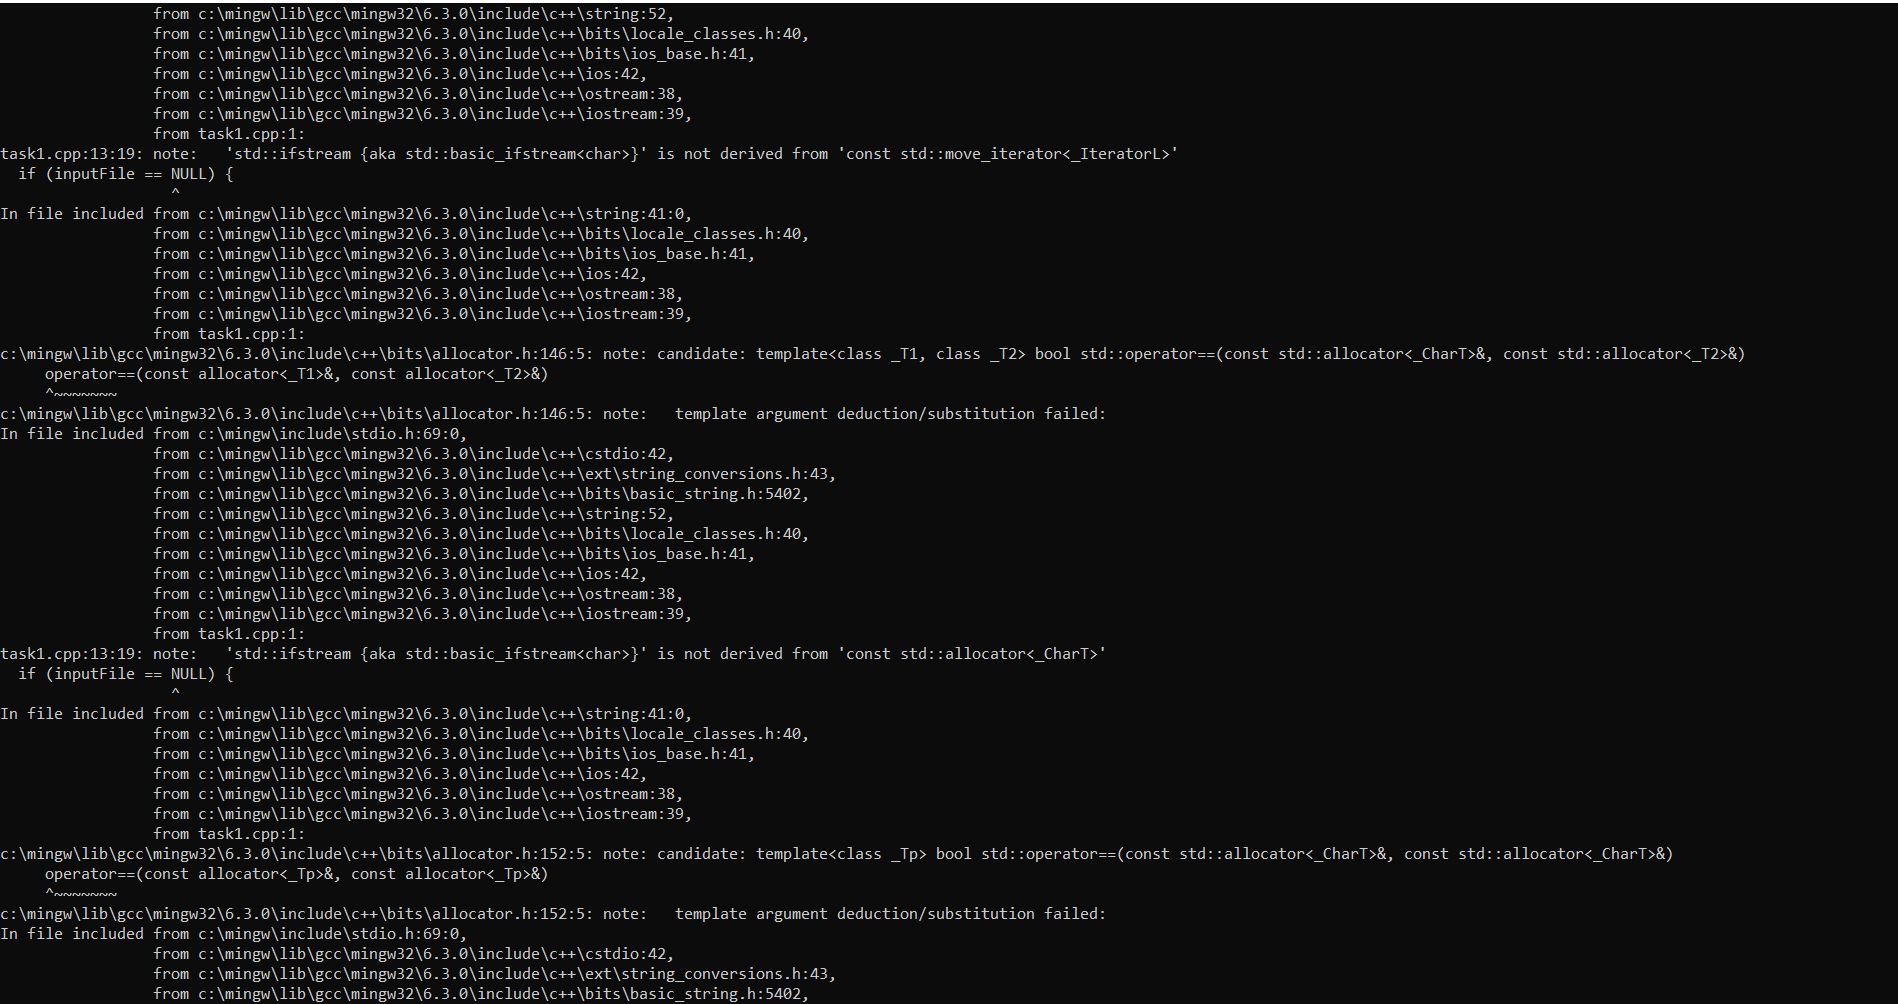 from c:\mingw\lib\gcc\mingw32\6.3.0\include\c++\string:52,
from c:\mingw\lib\gcc\mingw32\6.3.0\include\c++\bits\locale_classes.h:40,
from c:\mingw\lib\gcc\mingw32\6.3.0\include\c++\bits\ios_base.h:41,
from c:\mingw\lib\gcc\mingw32\6.3.0\include\c++\ios:42,
from c:\mingw\lib\gcc\mingw32\6.3.0\include\c++\ostream:38,
from c:\mingw\lib\gcc\mingw32\6.3.0\include\c++\iostream:39,
from task1.cpp:1:
task1.cpp:13:19: note:   'std::ifstream {aka std::basic_ifstream<char>}' is not derived from 'const std::move_iterator<_IteratorL>'
if (inputFile == NULL) {
^
In file included from c:\mingw\lib\gcc\mingw32\6.3.0\include\c++\string:41:0,
from c:\mingw\lib\gcc\mingw32\6.3.0\include\c++\bits\locale_classes.h:40,
from c:\mingw\lib\gcc\mingw32\6.3.0\include\c++\bits\ios_base.h:41,
from c:\mingw\lib\gcc\mingw32\6.3.0\include\c++\ios:42,
from c:\mingw\lib\gcc\mingw32\6.3.0\include\c++\ostream:38,
from c:\mingw\lib\gcc\mingw32\6.3.0\include\c++\iostream:39,
from task1.cpp:1:
c:\mingw\lib\gcc\mingw32\6.3.0\include\c++\bits\allocator.h:146:5: note: candidate: template<class _T1, class _T2> bool std::operator==(const std::allocator<_CharT>&, const std::allocator<_T2>&)
operator==(const allocator<_T1>&, const allocator<_T2>&)
^~~~~~~~
c:\mingw\lib\gcc\mingw32\6.3.0\include\c++\bits\allocator.h:146:5: note:   template argument deduction/substitution failed:
In file included from c:\mingw\include\stdio.h:69:0,
from c:\mingw\lib\gcc\mingw32\6.3.0\include\c++\cstdio:42,
from c:\mingw\lib\gcc\mingw32\6.3.0\include\c++\ext\string_conversions.h:43,
from c:\mingw\lib\gcc\mingw32\6.3.0\include\c++\bits\basic_string.h:5402,
from c:\mingw\lib\gcc\mingw32\6.3.0\include\c++\string:52,
from c:\mingw\lib\gcc\mingw32\6.3.0\include\c++\bits\locale_classes.h:40,
from c:\mingw\lib\gcc\mingw32\6.3.0\include\c++\bits\ios_base.h:41,
from c:\mingw\lib\gcc\mingw32\6.3.0\include\c++\ios:42,
from c:\mingw\lib\gcc\mingw32\6.3.0\include\c++\ostream:38,
from c:\mingw\lib\gcc\mingw32\6.3.0\include\c++\iostream:39,
from task1.cpp:1:
task1.cpp:13:19: note:   'std::ifstream {aka std::basic_ifstream<char>}' is not derived from 'const std::allocator<_CharT>'
if (inputFile == NULL) {
^
In file included from c:\mingw\lib\gcc\mingw32\6.3.0\include\c++\string:41:0,
from c:\mingw\lib\gcc\mingw32\6.3.0\include\c++\bits\locale_classes.h:40,
from c:\mingw\lib\gcc\mingw32\6.3.0\include\c++\bits\ios_base.h:41,
from c:\mingw\lib\gcc\mingw32\6.3.0\include\c++\ios:42,
from c:\mingw\lib\gcc\mingw32\6.3.0\include\c++\ostream:38,
from c:\mingw\lib\gcc\mingw32\6.3.0\include\c++\iostream:39,
from task1.cpp:1:
c:\mingw\lib\gcc\mingw32\6.3.0\include\c++\bits\allocator.h:152:5: note: candidate: template<class _Tp> bool std::operator==(const std::allocator<_CharT>&, const std::allocator<_CharT>&)
operator==(const allocator<_Tp>&, const allocator<_Tp>&)
^~~~~~~~
c:\mingw\lib\gcc\mingw32\6.3.0\include\c++\bits\allocator.h:152:5: note:   template argument deduction/substitution failed:
In file included from c:\mingw\include\stdio.h:69:0,
from c:\mingw\lib\gcc\mingw32\6.3.0\include\c++\cstdio:42,
from c:\mingw\lib\gcc\mingw32\6.3.0\include\c++\ext\string_conversions.h:43,
from c:\mingw\lib\gcc\mingw32\6.3.0\include\c++\bits\basic_string.h:5402,